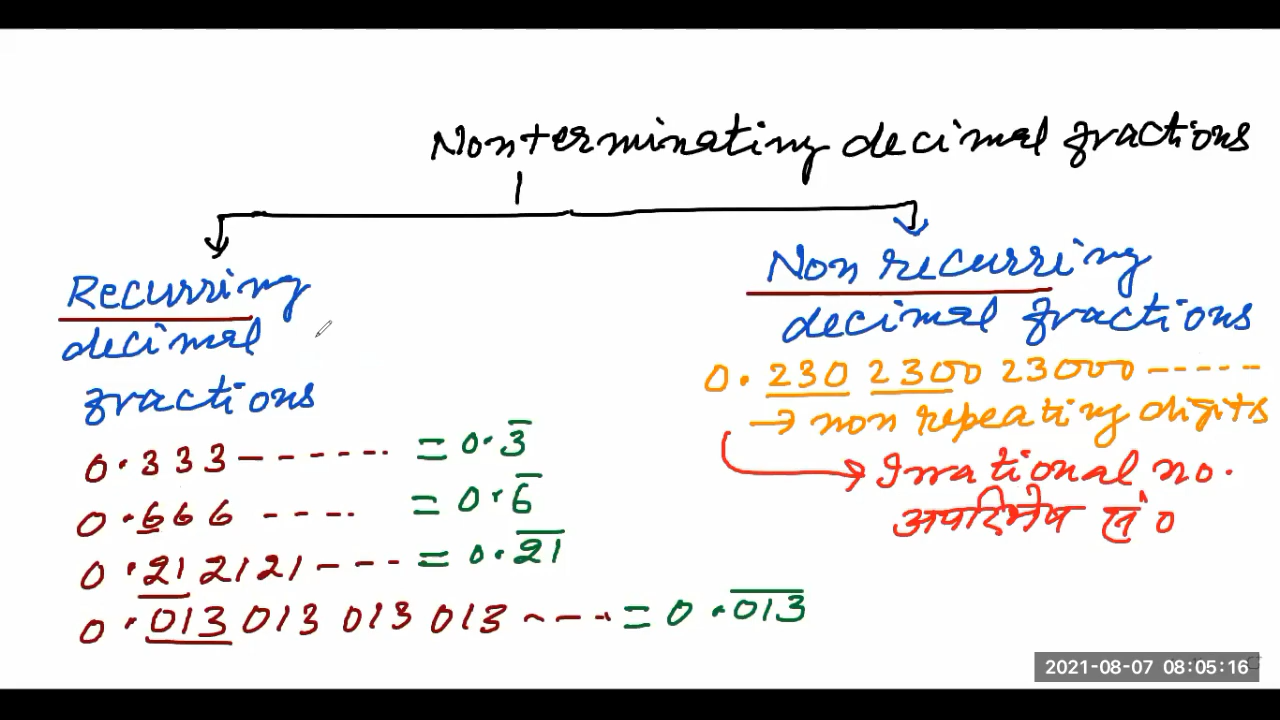 Nonterminating decimal fractions
Recurring
decimal
fractions
0.333------. = 0.3̅
0.666 ----. = 0.6̅
0.212121---- = 0.2̅1̅
0.013 013 013 013 ---. = 0.0̅1̅3̅
Non recurring
decimal fractions
0.230 2300 23000------
→ non repeating digits
→ Irrational no.
अपरिमेय सं०
2021-08-07 08:05:16